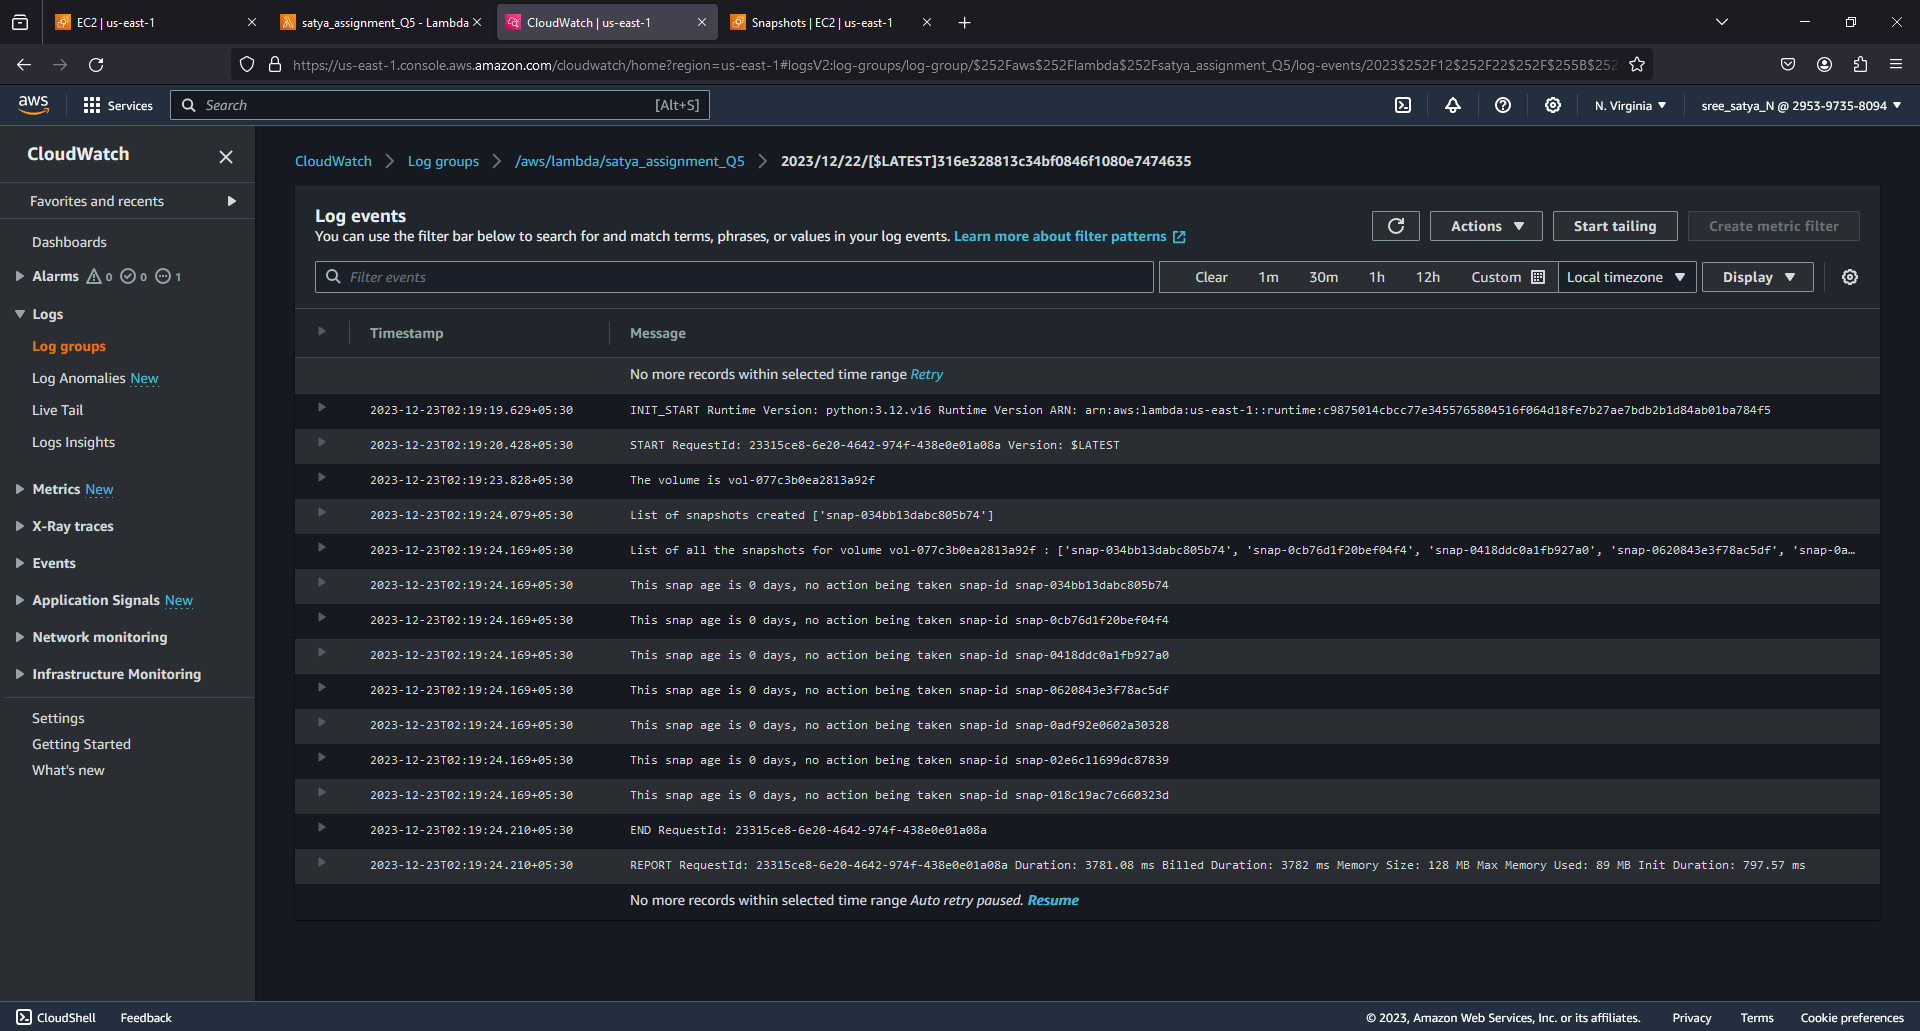 EC2 | us-east-1
satya_assignment_Q5 - Lambda
CloudWatch | us-east-1
Snapshots | EC2 | us-east-1
https://us-east-1.console.aws.amazon.com/cloudwatch/home?region=us-east-1#logsV2:log-groups/log-group/$252Faws$252Flambda$252Fsatya_assignment_Q5/log-events/2023$252F12$252F22$252F$255B$252
aws
Services
Search
[Alt+S]
N. Virginia
sree_satya_N @ 2953-9735-8094
CloudWatch
Favorites and recents
Dashboards
Alarms 0 0 1
Logs
Log groups
Log Anomalies New
Live Tail
Logs Insights
Metrics New
X-Ray traces
Events
Application Signals New
Network monitoring
Infrastructure Monitoring
Settings
Getting Started
What's new
CloudWatch
Log groups
/aws/lambda/satya_assignment_Q5
2023/12/22/[$LATEST]316e328813c34bf0846f1080e7474635
Log events
You can use the filter bar below to search for and match terms, phrases, or values in your log events. Learn more about filter patterns
Actions
Start tailing
Create metric filter
Filter events
Clear
1m
30m
1h
12h
Custom
Local timezone
Display
Timestamp
Message
No more records within selected time range Retry
2023-12-23T02:19:19.629+05:30 INIT_START Runtime Version: python:3.12.v16 Runtime Version ARN: arn:aws:lambda:us-east-1::runtime:c9875014cbcc77e3455765804516f064d18fe7b27ae7bdb2b1d84ab01ba784f5
2023-12-23T02:19:20.428+05:30 START RequestId: 23315ce8-6e20-4642-974f-438e0e01a08a Version: $LATEST
2023-12-23T02:19:23.828+05:30 The volume is vol-077c3b0ea2813a92f
2023-12-23T02:19:24.079+05:30 List of snapshots created ['snap-034bb13dabc805b74']
2023-12-23T02:19:24.169+05:30 List of all the snapshots for volume vol-077c3b0ea2813a92f : ['snap-034bb13dabc805b74', 'snap-0cb76d1f20bef04f4', 'snap-0418ddc0a1fb927a0', 'snap-0620843e3f78ac5df', 'snap-0a…
2023-12-23T02:19:24.169+05:30 This snap age is 0 days, no action being taken snap-id snap-034bb13dabc805b74
2023-12-23T02:19:24.169+05:30 This snap age is 0 days, no action being taken snap-id snap-0cb76d1f20bef04f4
2023-12-23T02:19:24.169+05:30 This snap age is 0 days, no action being taken snap-id snap-0418ddc0a1fb927a0
2023-12-23T02:19:24.169+05:30 This snap age is 0 days, no action being taken snap-id snap-0620843e3f78ac5df
2023-12-23T02:19:24.169+05:30 This snap age is 0 days, no action being taken snap-id snap-0adf92e0602a30328
2023-12-23T02:19:24.169+05:30 This snap age is 0 days, no action being taken snap-id snap-02e6c11699dc87839
2023-12-23T02:19:24.169+05:30 This snap age is 0 days, no action being taken snap-id snap-018c19ac7c660323d
2023-12-23T02:19:24.210+05:30 END RequestId: 23315ce8-6e20-4642-974f-438e0e01a08a
2023-12-23T02:19:24.210+05:30 REPORT RequestId: 23315ce8-6e20-4642-974f-438e0e01a08a Duration: 3781.08 ms Billed Duration: 3782 ms Memory Size: 128 MB Max Memory Used: 89 MB Init Duration: 797.57 ms
No more records within selected time range Auto retry paused. Resume
CloudShell
Feedback
© 2023, Amazon Web Services, Inc. or its affiliates.
Privacy
Terms
Cookie preferences